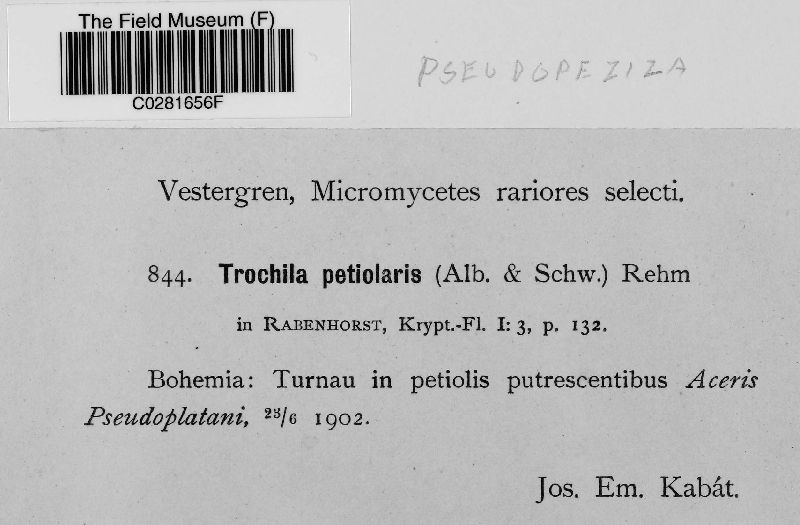 The Field Museum (F)
C0281656F
PSEUDOPEZIZA
Vestergren, Micromycetes rariores selecti.
844. Trochila petiolaris (Alb. & Schw.) Rehm
in RABENHORST, Krypt.-Fl. I: 3, p. 132.
Bohemia: Turnau in petiolis putrescentibus Aceris
Pseudoplatani, 23/6 1902.
Jos. Em. Kabát.